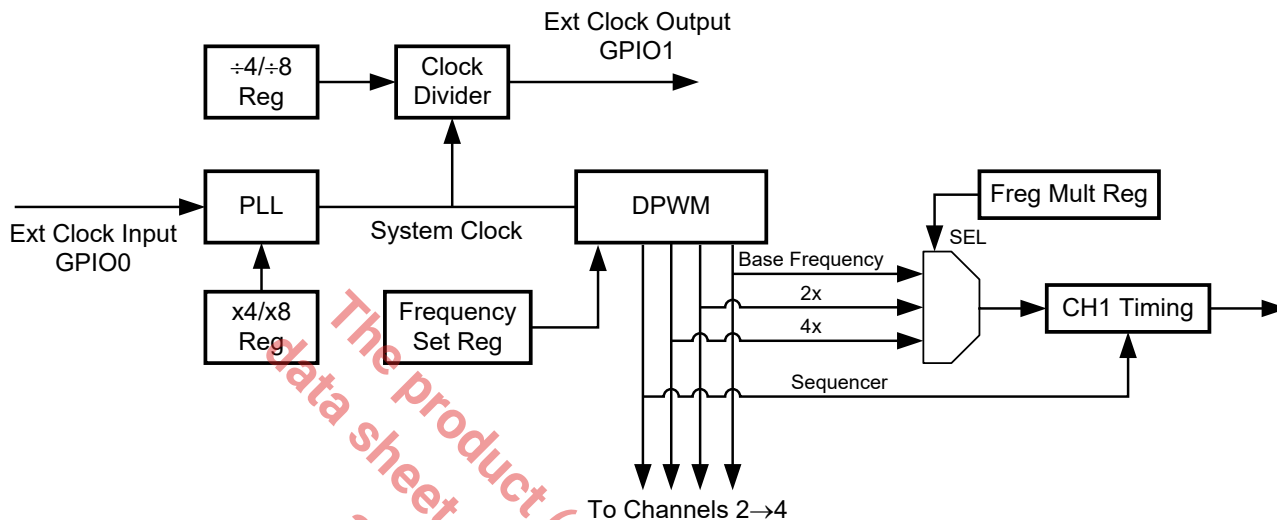 Ext Clock Output
GPIO1
÷4/÷8
Reg
Clock
Divider
PLL
DPWM
Freg Mult Reg
Ext Clock Input
GPIO0
System Clock
SEL
Base Frequency
2x
4x
x4/x8
Reg
Frequency
Set Reg
CH1 Timing
Sequencer
To Channels 2→4
The product (
data sheet